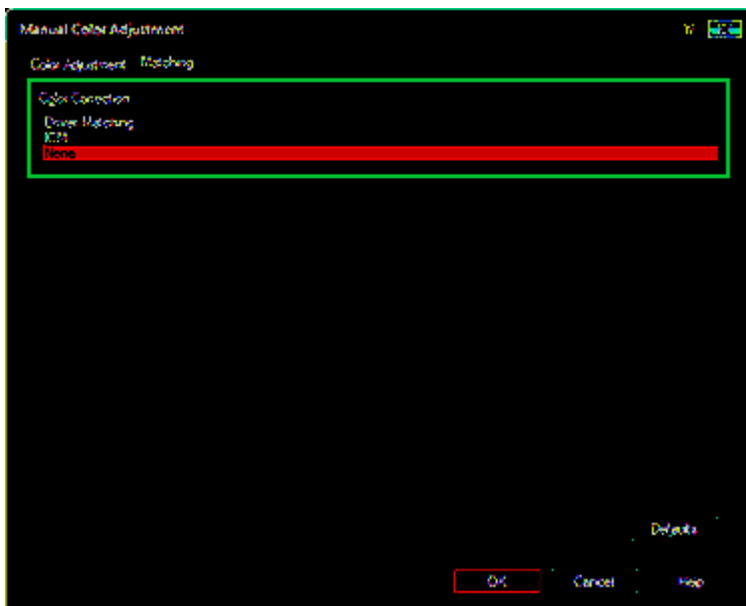 Manual Color Adjustment
Color Adjustment Matching
Color Correction
Driver Matching
ICM
None
Defaults
OK Cancel Help